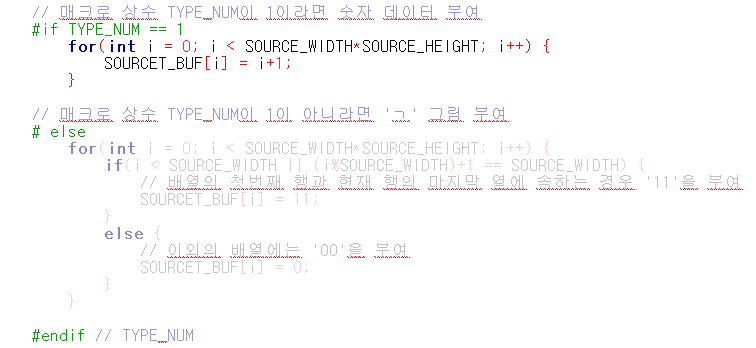 // 매크로 상수 TYPE_NUM이 1이라면 숫자 데이터 부여
#if TYPE_NUM == 1
for(int i = 0; i < SOURCE_WIDTH*SOURCE_HEIGHT; i++) {
SOURCET_BUF[i] = i+1;
}
// 매크로 상수 TYPE_NUM이 1이 아니라면 'ㄱ' 그림 부여
# else
for(int i = 0; i < SOURCE_WIDTH*SOURCE_HEIGHT; i++) {
if(i < SOURCE_WIDTH || (i%SOURCE_WIDTH)+1 == SOURCE_WIDTH) {
// 배열의 첫번째 행과 현재 행의 마지막 열에 속하는 경우 '11'을 부여
SOURCET_BUF[i] = 11;
}
else {
// 이외의 배열에는 '00'을 부여
SOURCET_BUF[i] = 0;
}
}
#endif // TYPE_NUM